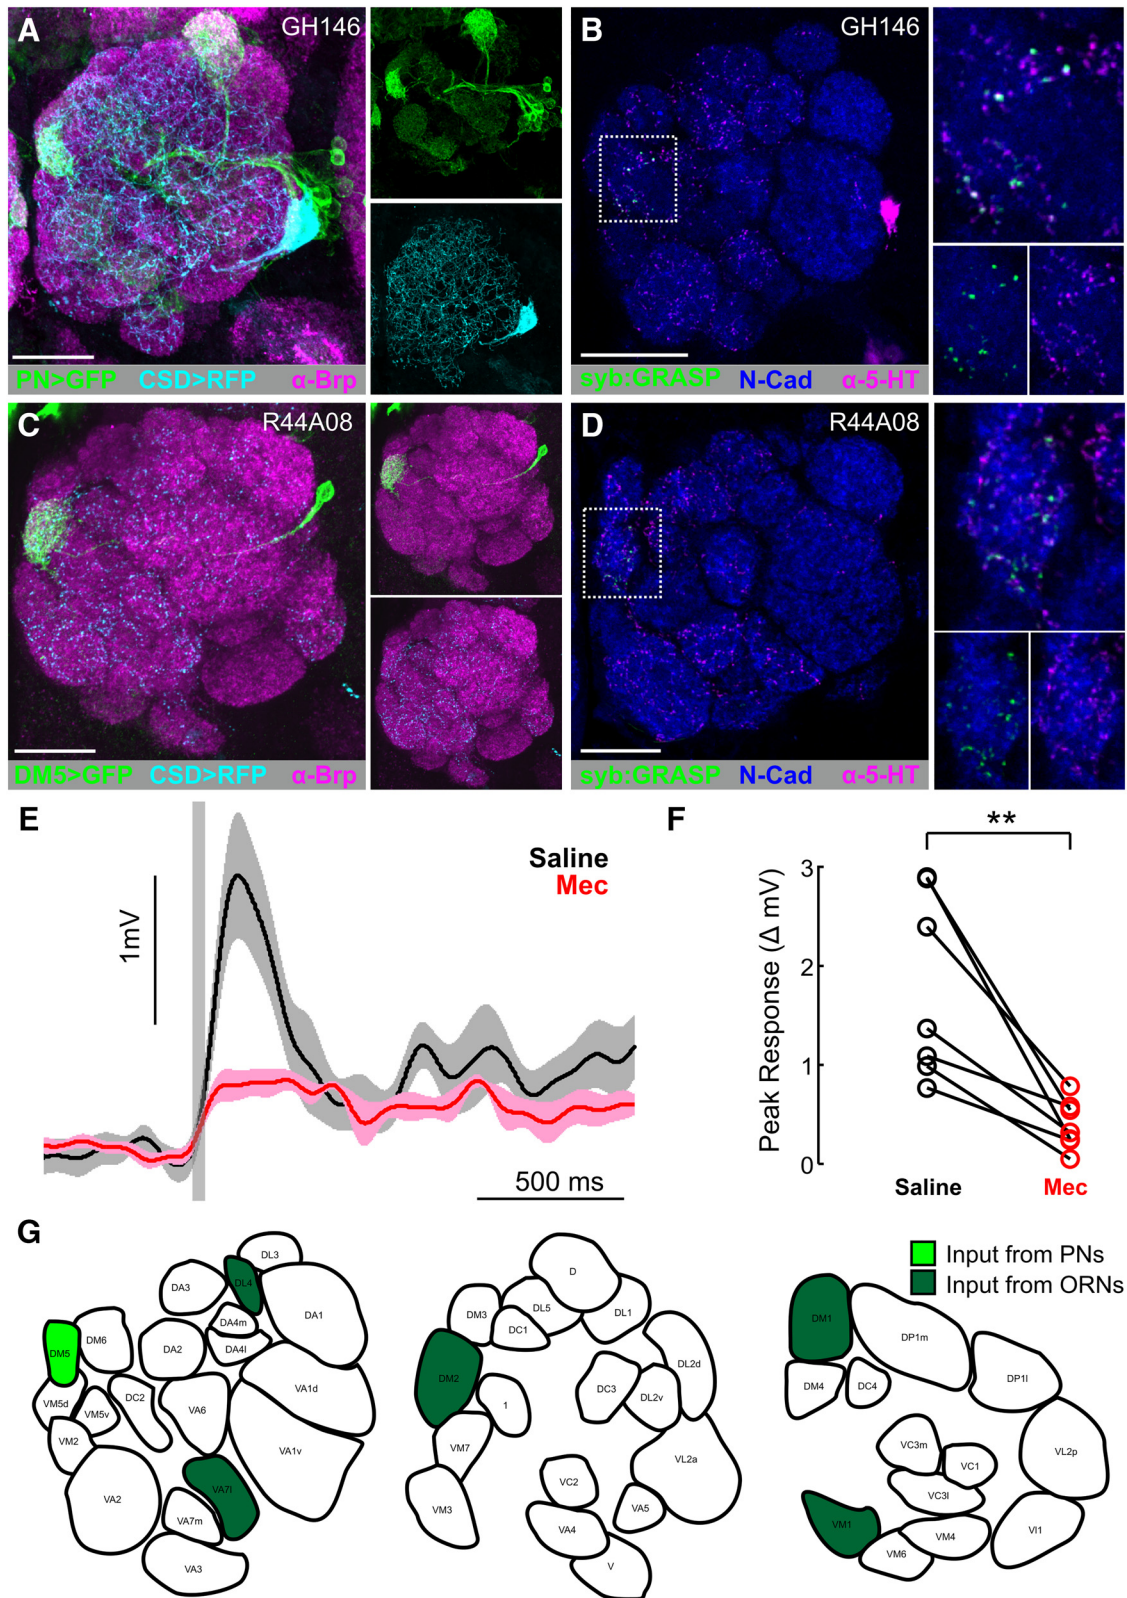 A
GH146
PN>GFP CSD>RFP α-Brp
B
GH146
syb:GRASP N-Cad α-5-HT
C
R44A08
DM5>GFP CSD>RFP α-Brp
D
R44A08
syb:GRASP N-Cad α-5-HT
E
Saline
Mec
1mV
500 ms
F
**
Peak Response (Δ mV)
3
2
1
0
Saline
Mec
G
Input from PNs
Input from ORNs
DL3
DL4
DA3
DA1
DA4m
DA4l
DM6
DM5
DA2
VA1d
VM5d
VM5v
DC2
VA6
VM2
VA1v
VA2
VA7l
VA7m
VA3
D
DL5
DL1
DM3
DC1
DM2
DL2d
DC3
DL2v
1
VM7
VL2a
VC2
VM3
VA5
VA4
V
DM1
DP1m
DM4
DC4
DP1l
VC3m
VC1
VL2p
VC3l
VM1
VM4
VM6
Vl1